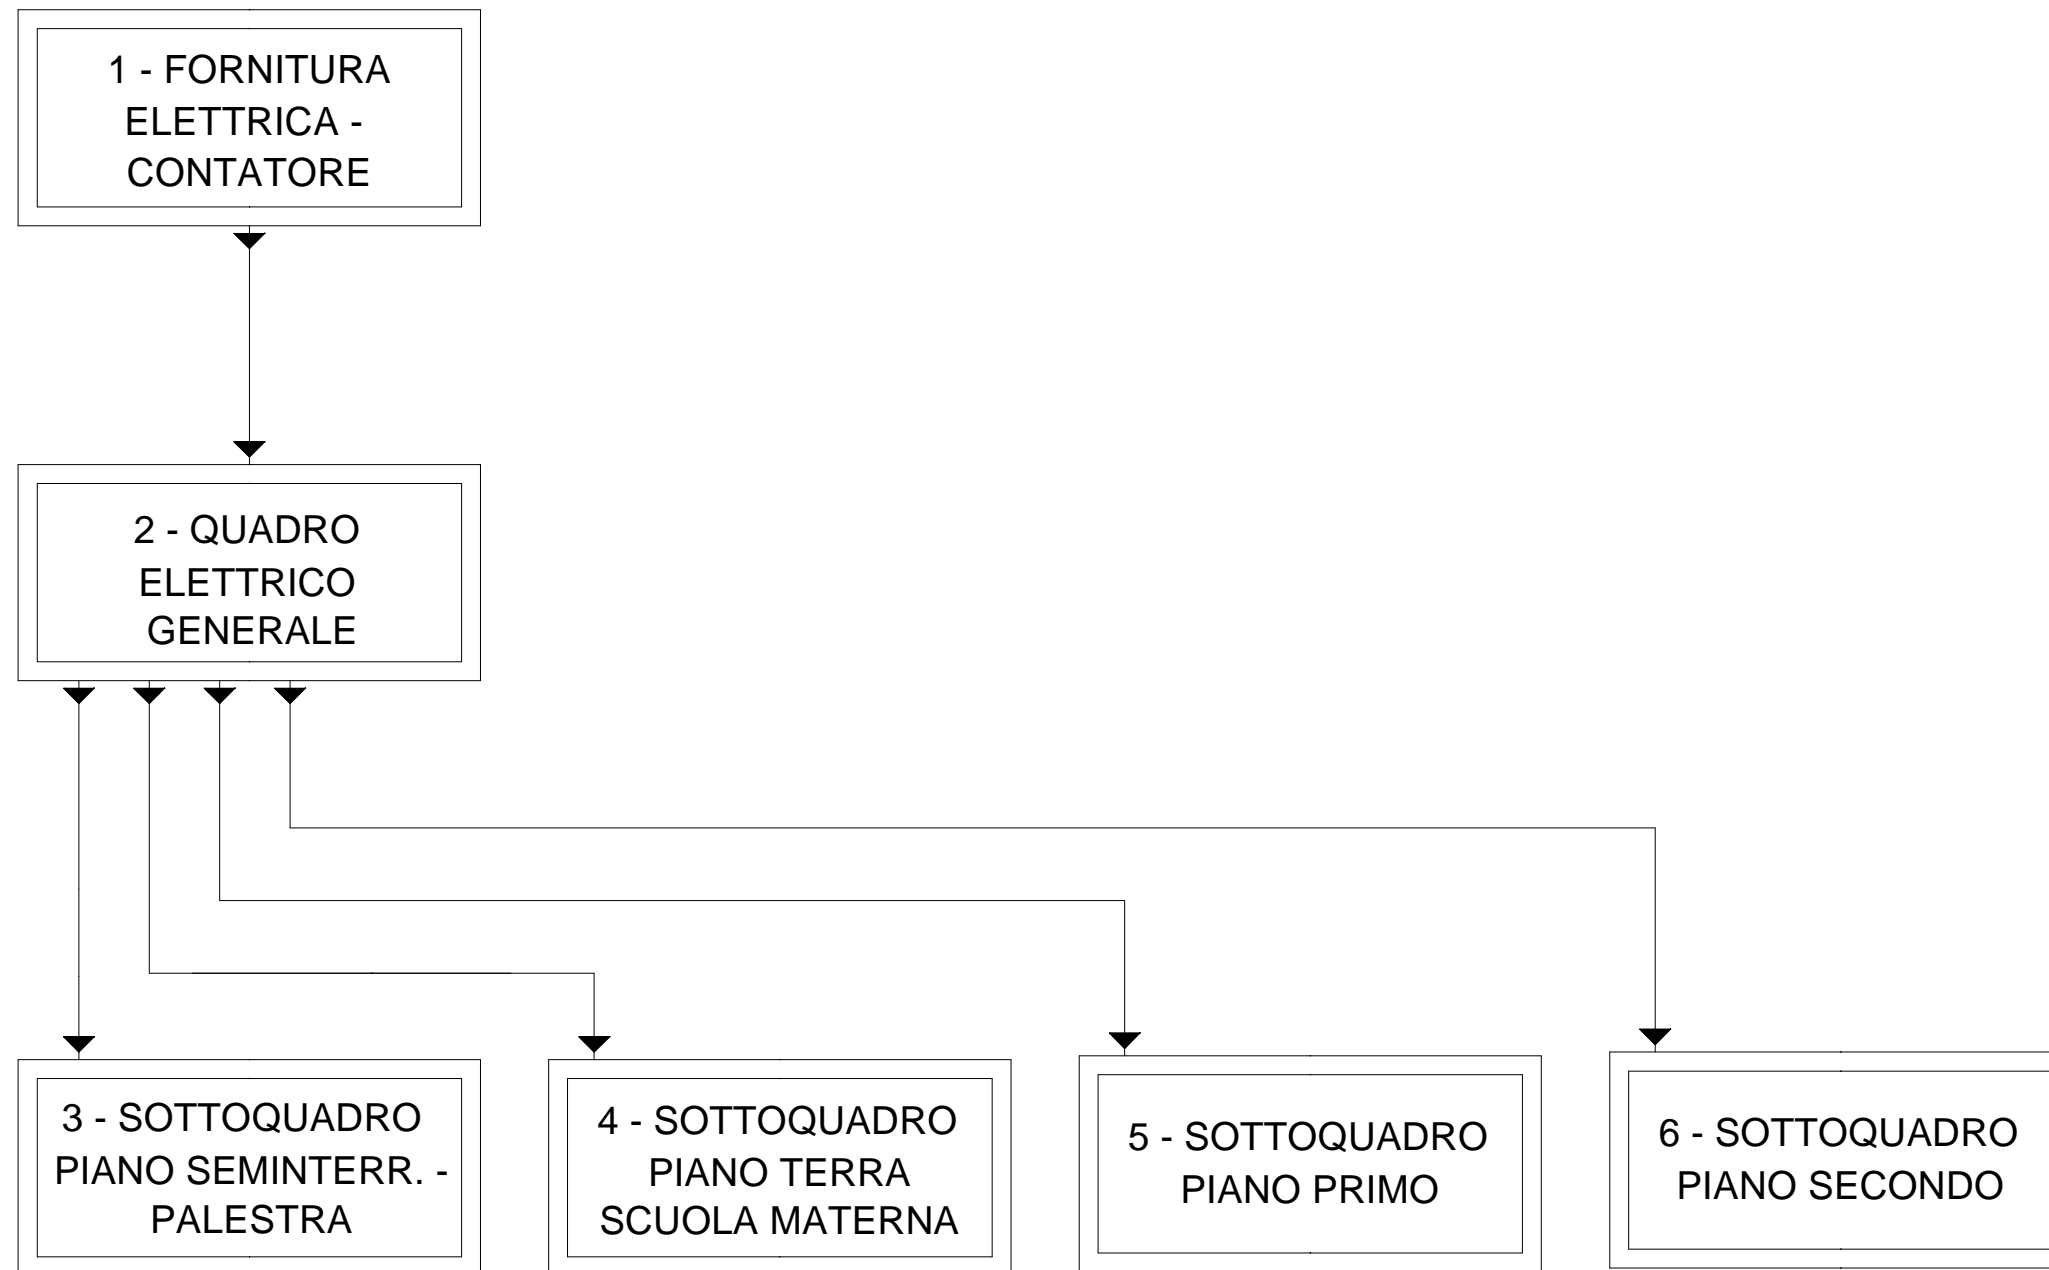 1 - FORNITURA
ELETTRICA -
CONTATORE
2 - QUADRO
ELETTRICO
GENERALE
3 - SOTTOQUADRO
PIANO SEMINTERR. -
PALESTRA
4 - SOTTOQUADRO
PIANO TERRA
SCUOLA MATERNA
5 - SOTTOQUADRO
PIANO PRIMO
6 - SOTTOQUADRO
PIANO SECONDO